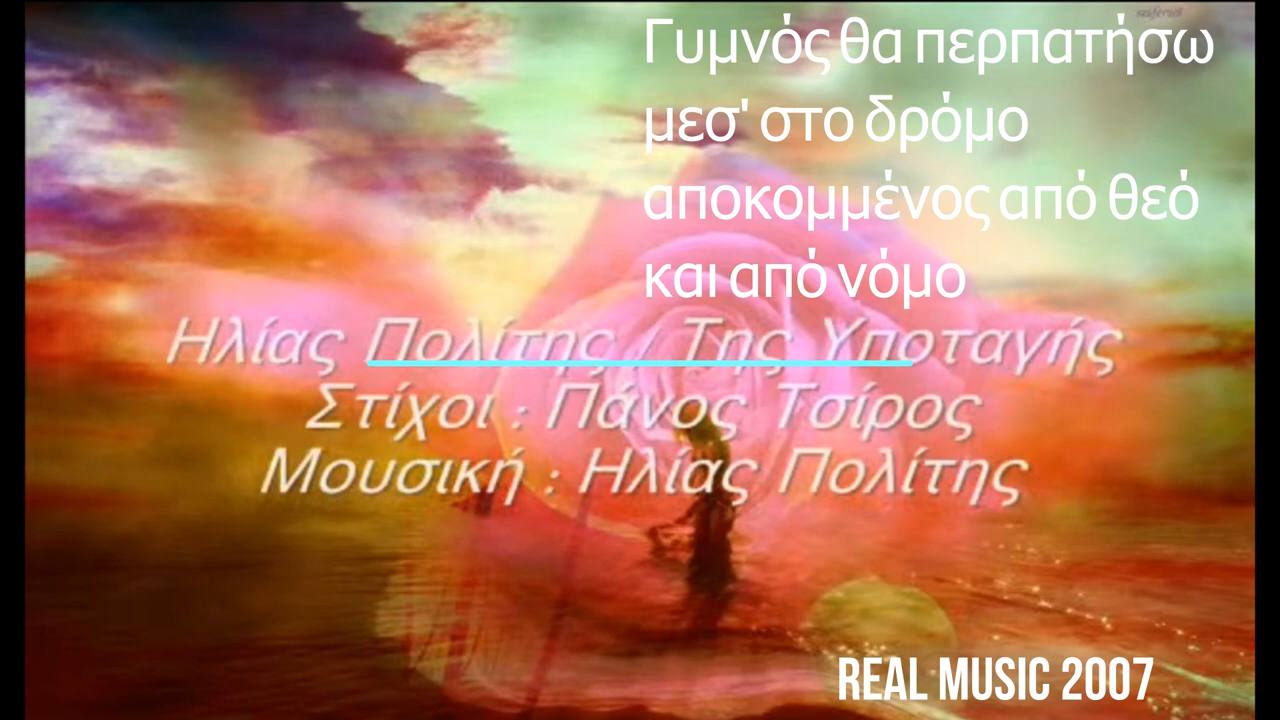 Γυμνός θα περπατήσω
μεσ' στο δρόμο
αποκομμένος από θεό
και από νόμο
Ηλίας Πολίτης / Της Υποταγής
Στίχοι : Πάνος Τσίρος
Μουσική : Ηλίας Πολίτης
REAL MUSIC 2007